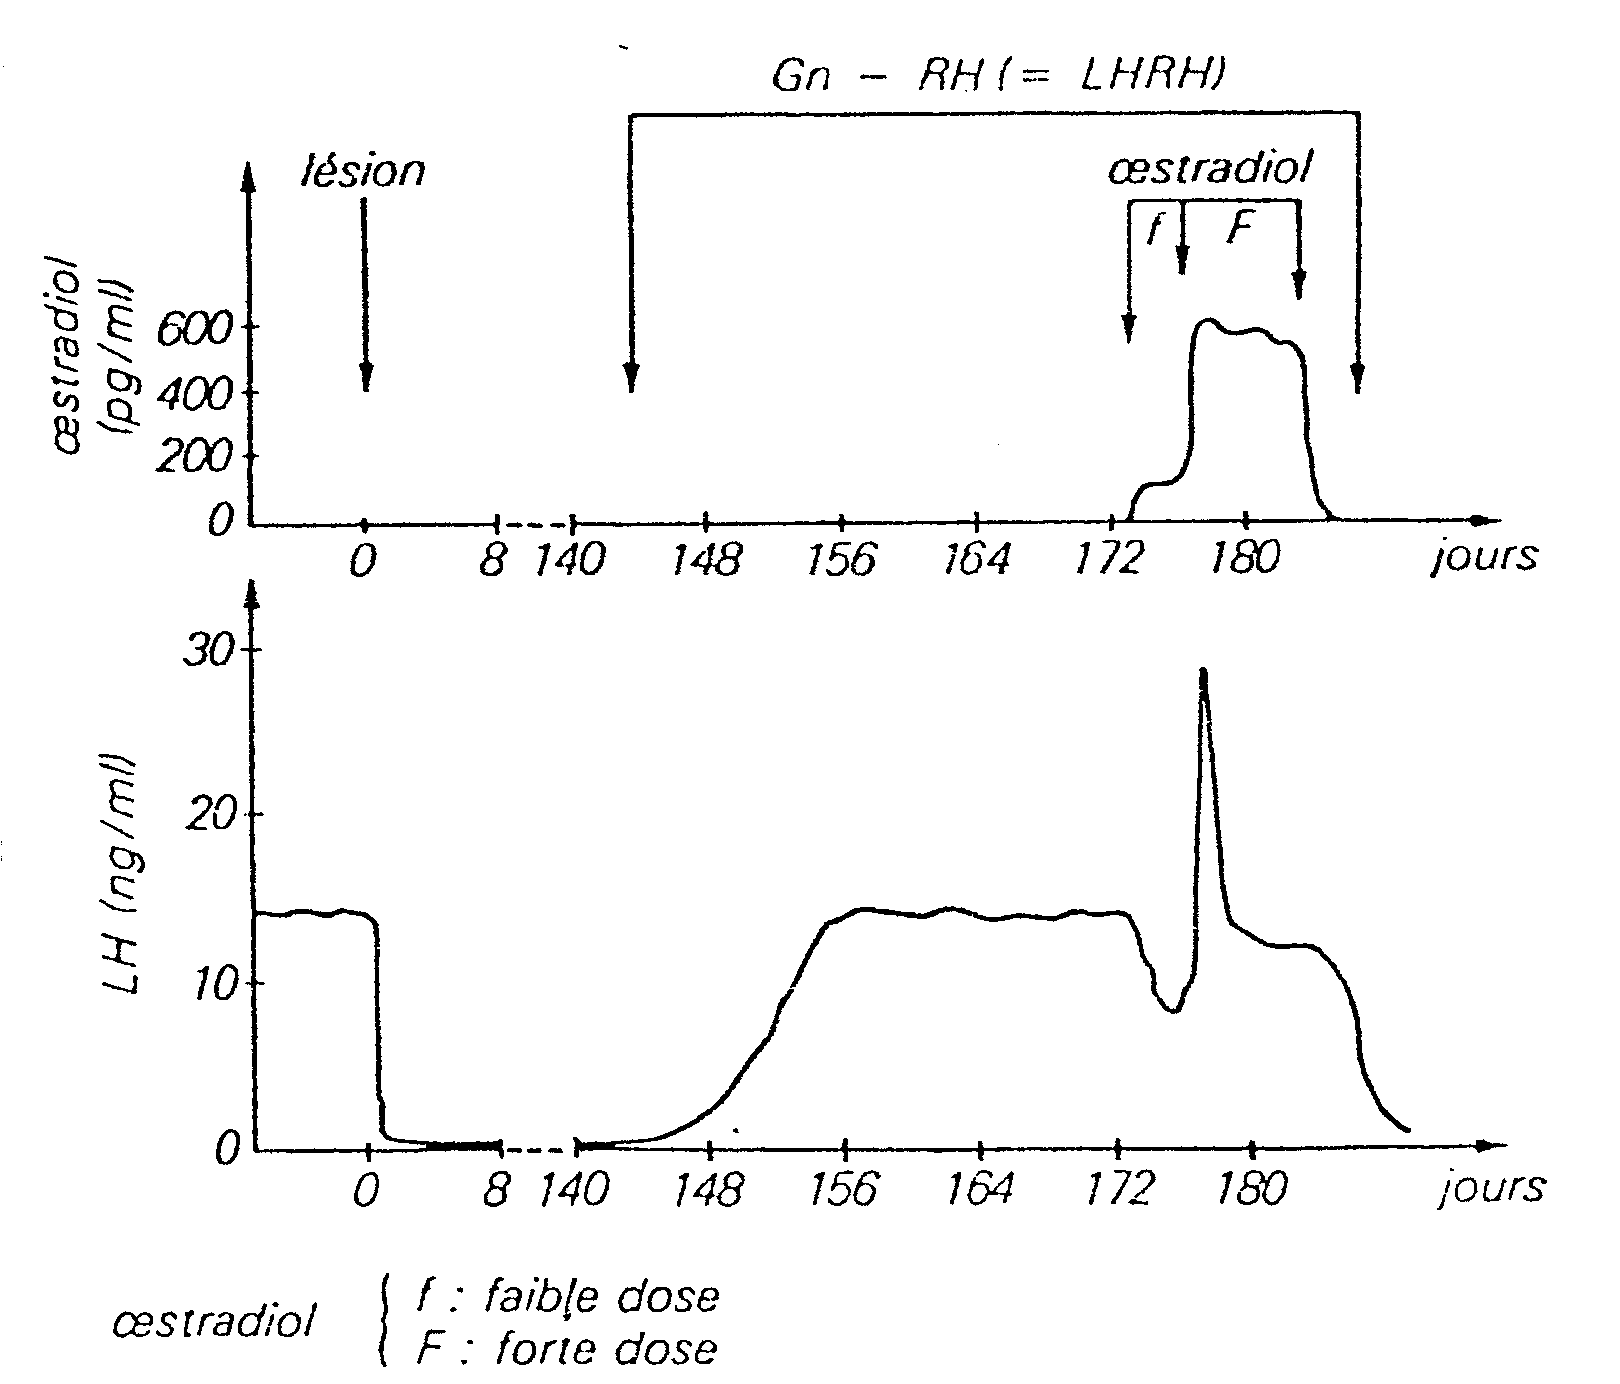 Gn - RH (= LHRH)
lésion
œstradiol
f F
œstradiol
(pg/ml)
600
400
200
0
0 8 140 148 156 164 172 180 jours
LH (ng/ml)
30
20
10
0
0 8 140 148 156 164 172 180 jours
œstradiol { f : faible dose
F : forte dose